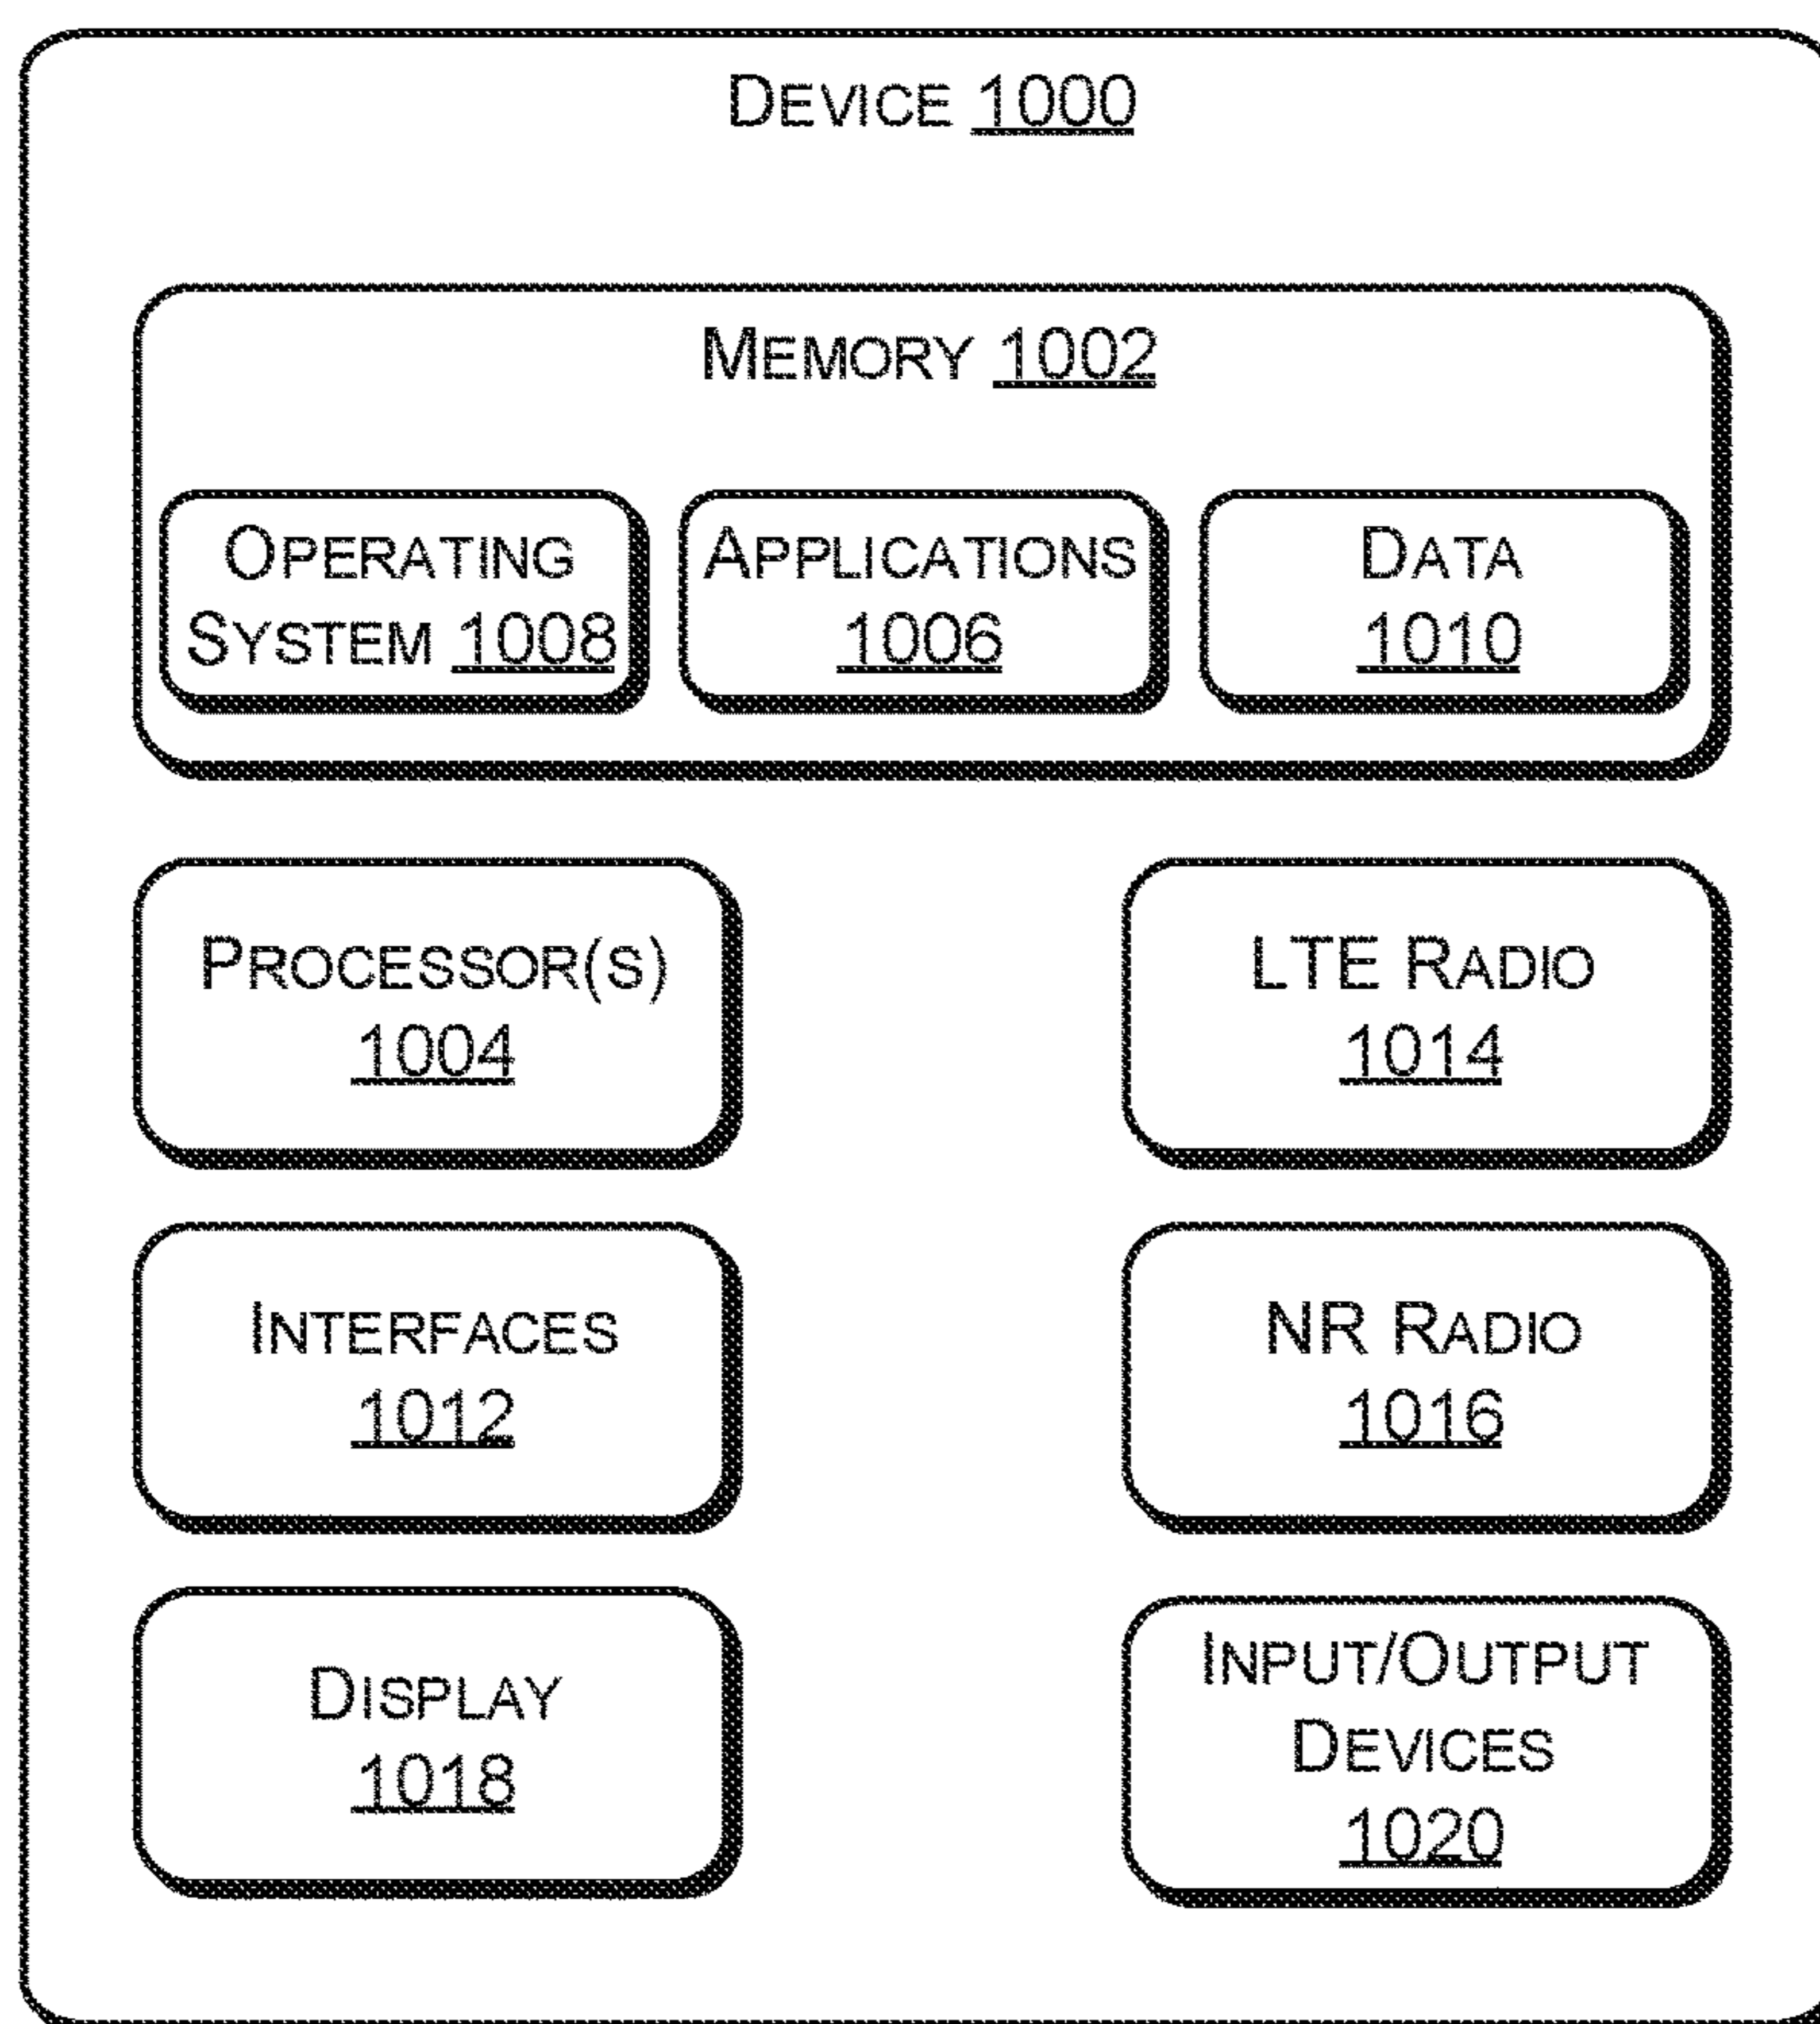 DEVICE 1000
MEMORY 1002
OPERATING
SYSTEM 1008
APPLICATIONS
1006
DATA
1010
PROCESSOR(S)
1004
LTE RADIO
1014
INTERFACES
1012
NR RADIO
1016
DISPLAY
1018
INPUT/OUTPUT
DEVICES
1020